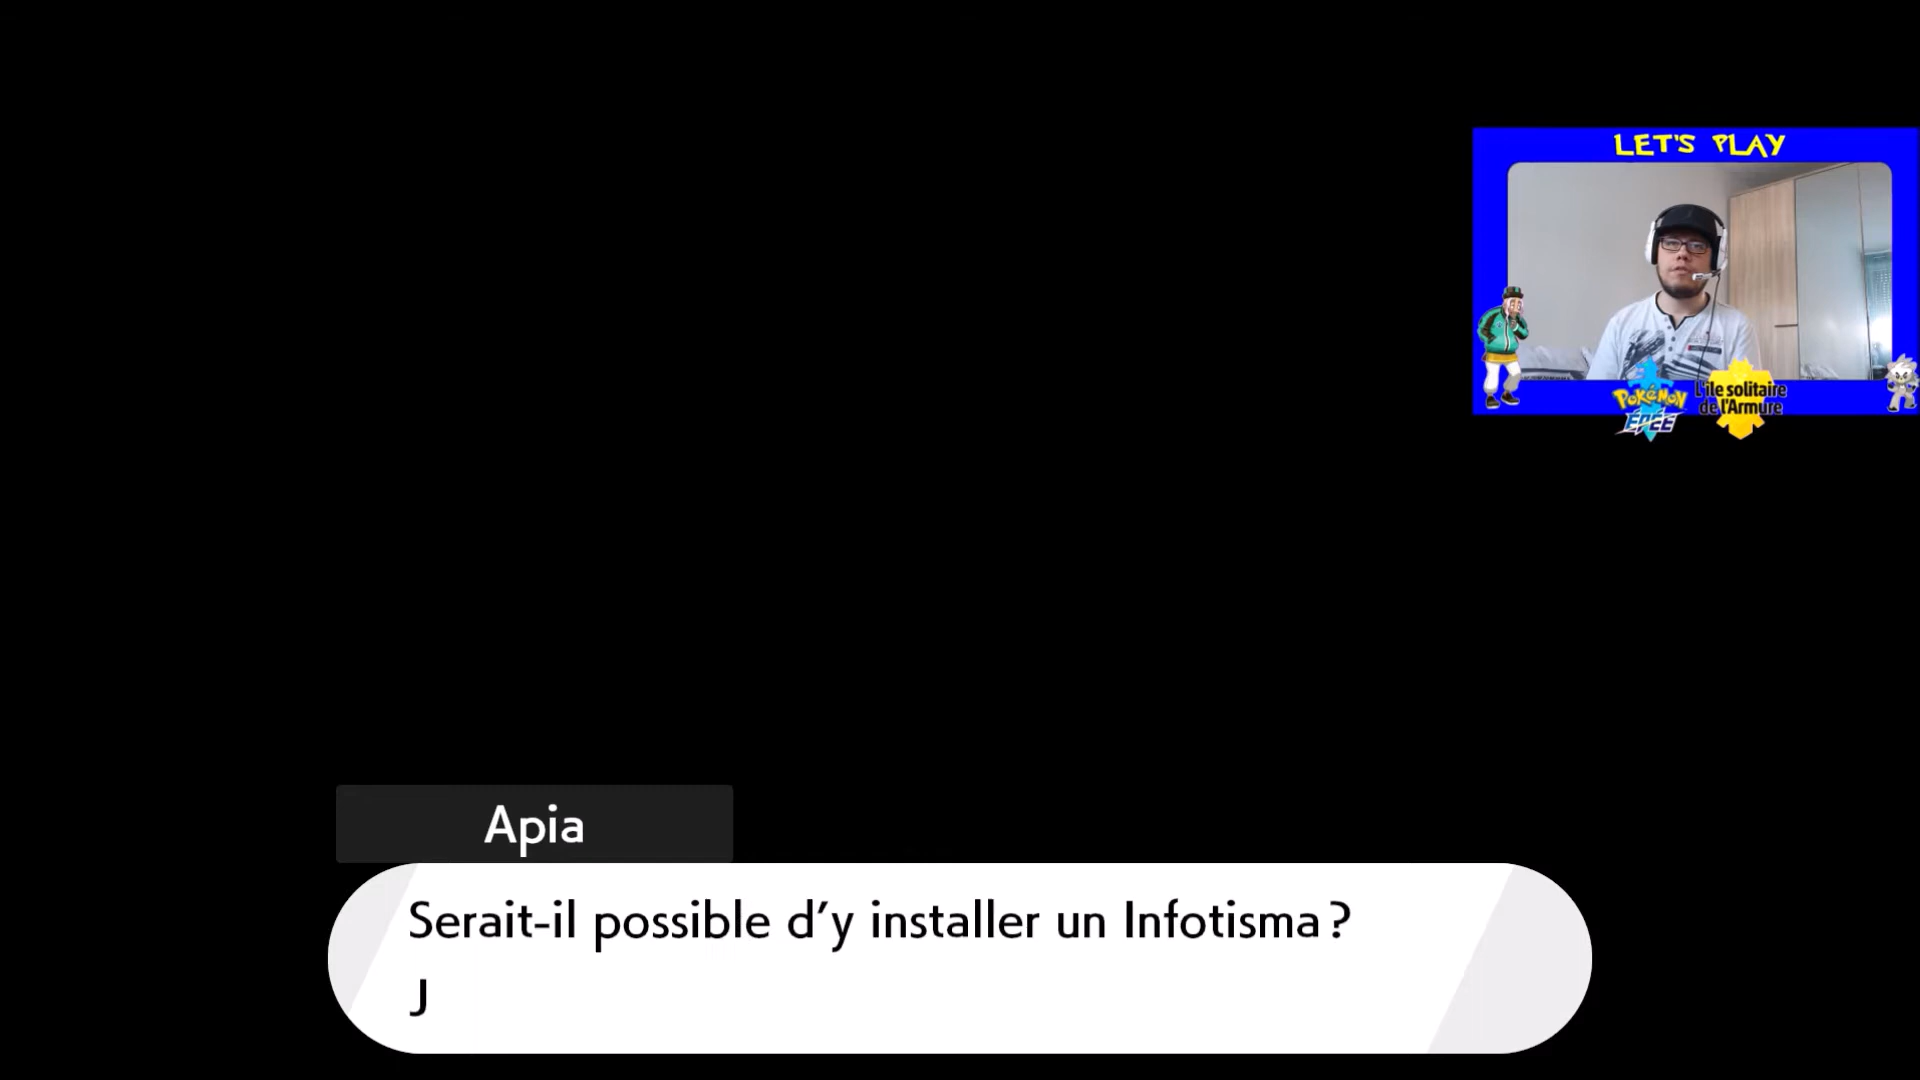 LET'S PLAY
POKéMON
ÉPÉE
L'île solitaire
de l'Armure
Apia
Serait-il possible d'y installer un Infotisma ?
J